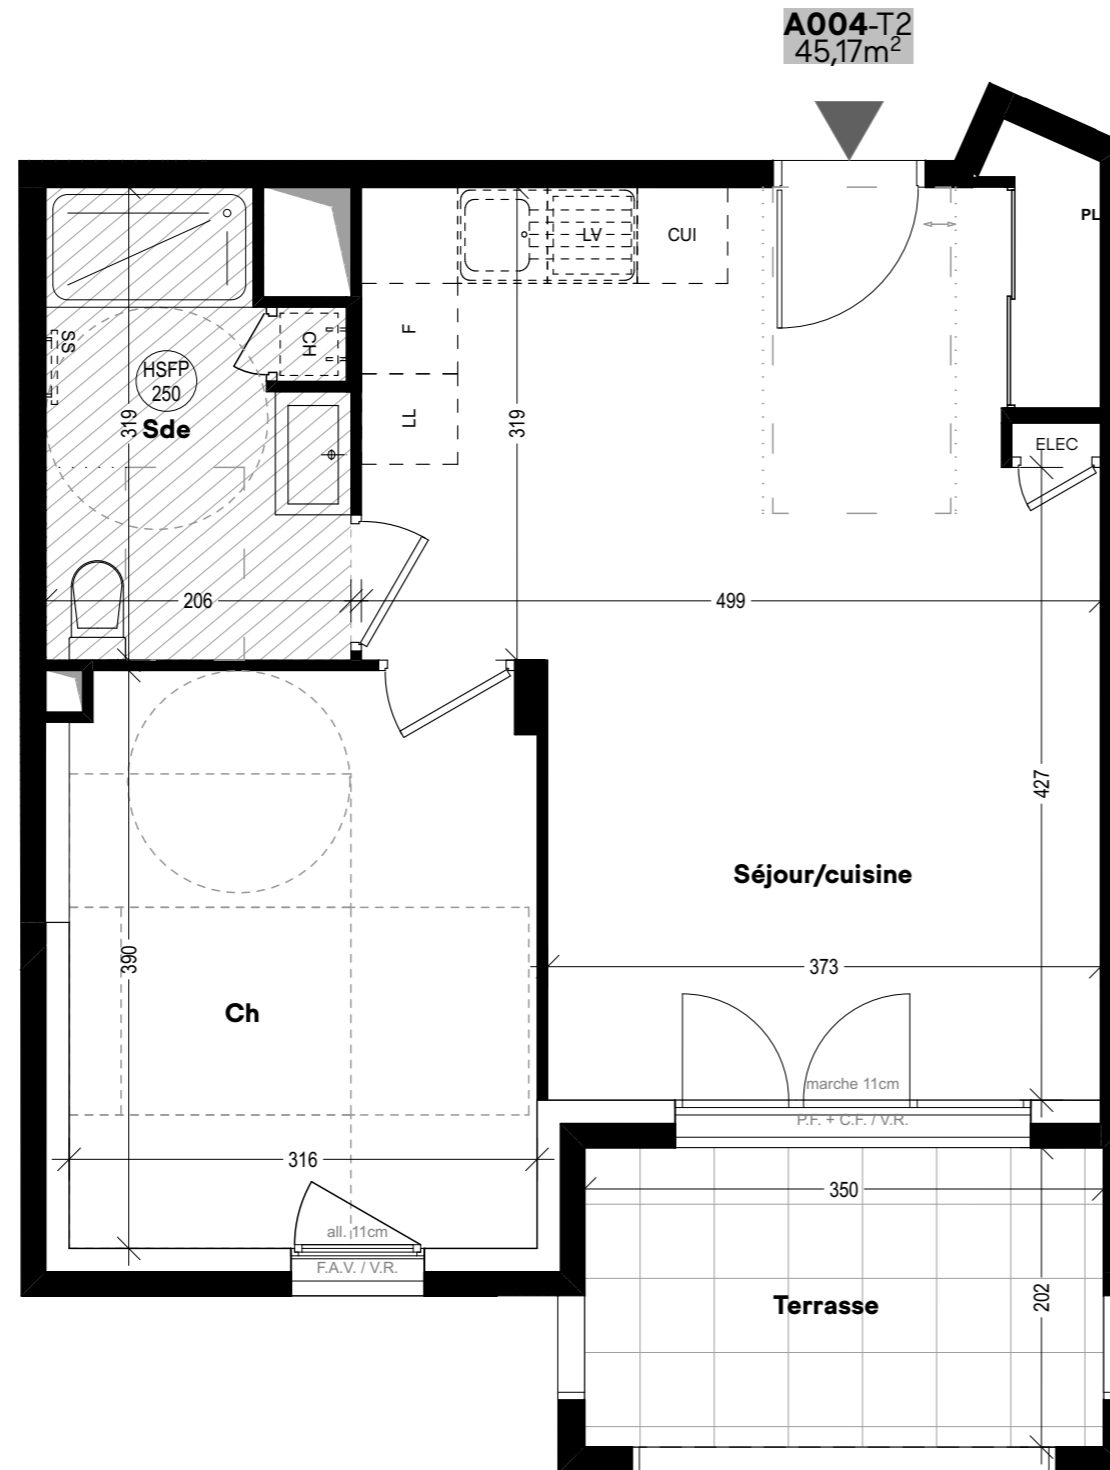 A004-T2
45,17m²
PL
LV
CUI
SS
CH
F
HSFP
250
319
Sde
LL
319
ELEC
206
499
427
Séjour/cuisine
390
373
Ch
marche 11cm
P.F. + C.F. / V.R.
316
350
all. 11cm
F.A.V. / V.R.
Terrasse
202